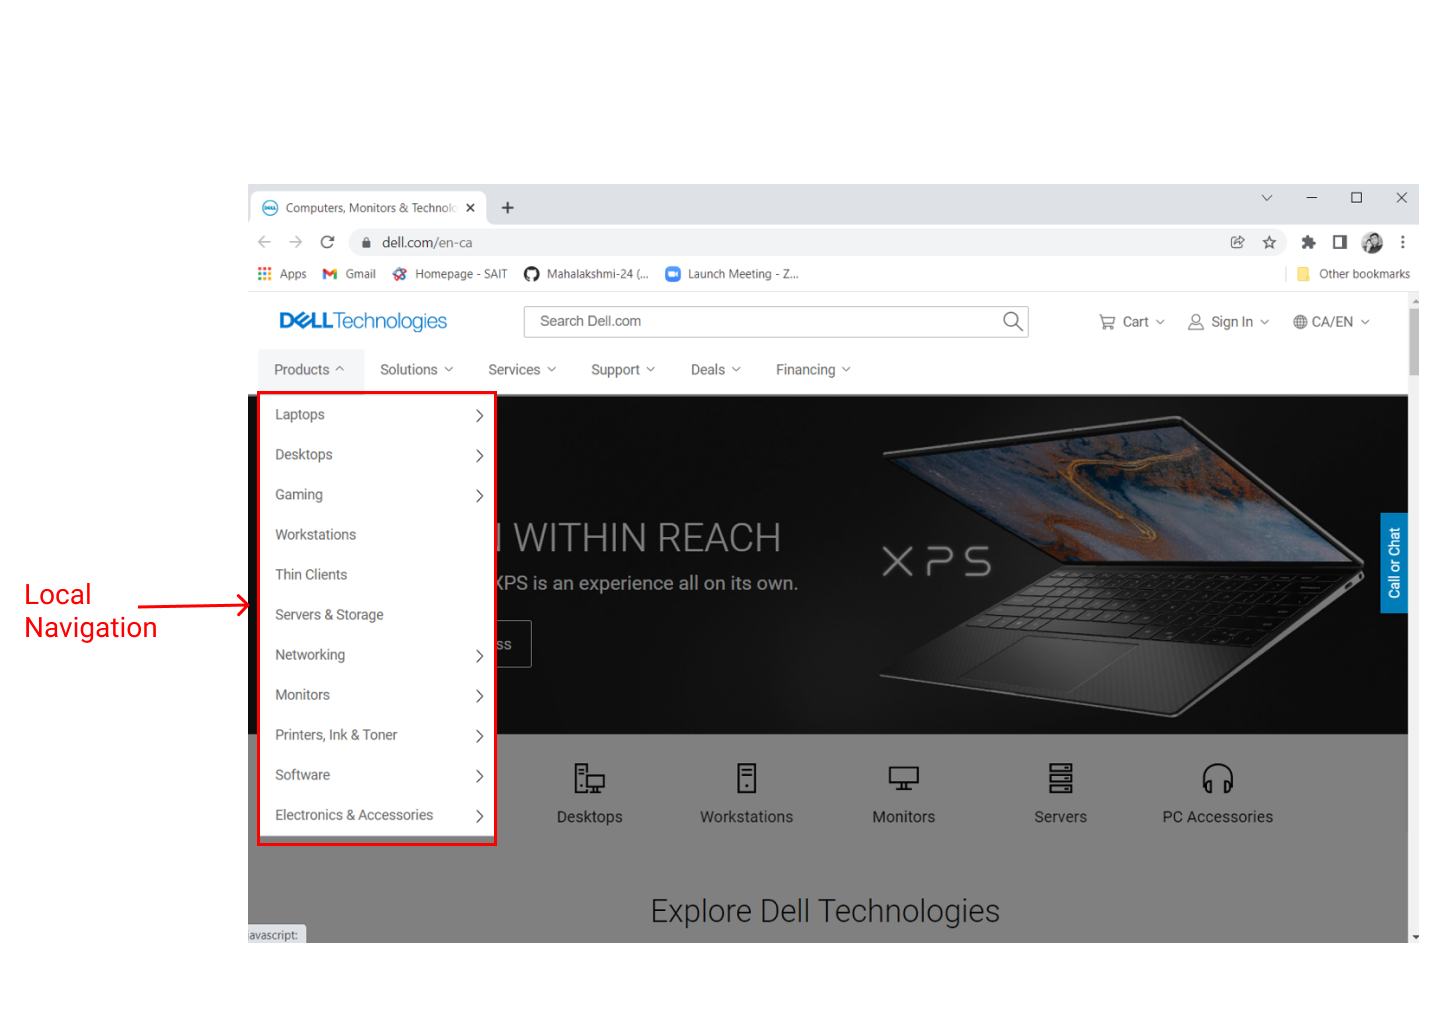 Computers, Monitors & Technolo
dell.com/en-ca
Apps Gmail Homepage - SAIT Mahalakshmi-24 (... Launch Meeting - Z... Other bookmarks
DELLTechnologies Search Dell.com Cart Sign In CA/EN
Products Solutions Services Support Deals Financing
Laptops
Desktops
Gaming
Workstations
Thin Clients
Servers & Storage
Networking
Monitors
Printers, Ink & Toner
Software
Electronics & Accessories
Local
Navigation
WITHIN REACH
XPS is an experience all on its own.
ss
XPS
Call or Chat
Desktops Workstations Monitors Servers PC Accessories
Explore Dell Technologies
avascript: